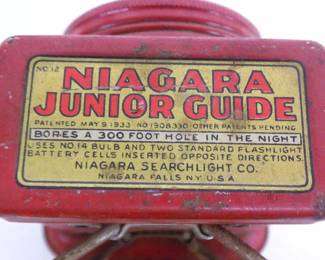 NO. 12
NIAGARA
JUNIOR GUIDE
PATENTED MAY 9. 1933 NO 1908330 OTHER PATENTS PENDING
BORES A 300 FOOT HOLE IN THE NIGHT
USES NO. 14 BULB AND TWO STANDARD FLASHLIGHT
BATTERY CELLS INSERTED OPPOSITE DIRECTIONS.
NIAGARA SEARCHLIGHT CO.
NIAGARA FALLS N.Y. U.S.A.